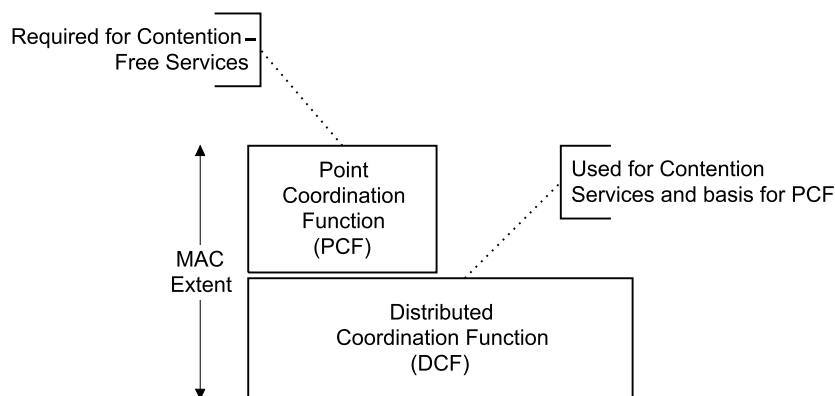 Required for Contention–
Free Services
Point
Coordination
Function
(PCF)
Used for Contention
Services and basis for PCF
MAC
Extent
Distributed
Coordination Function
(DCF)